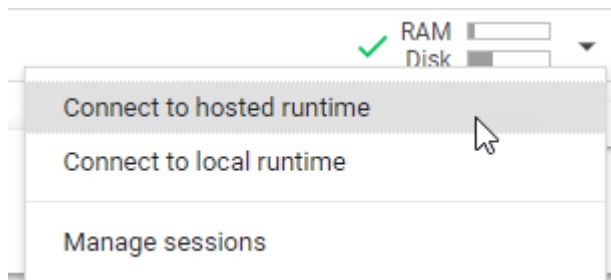 RAM
Disk
Connect to hosted runtime
Connect to local runtime
Manage sessions